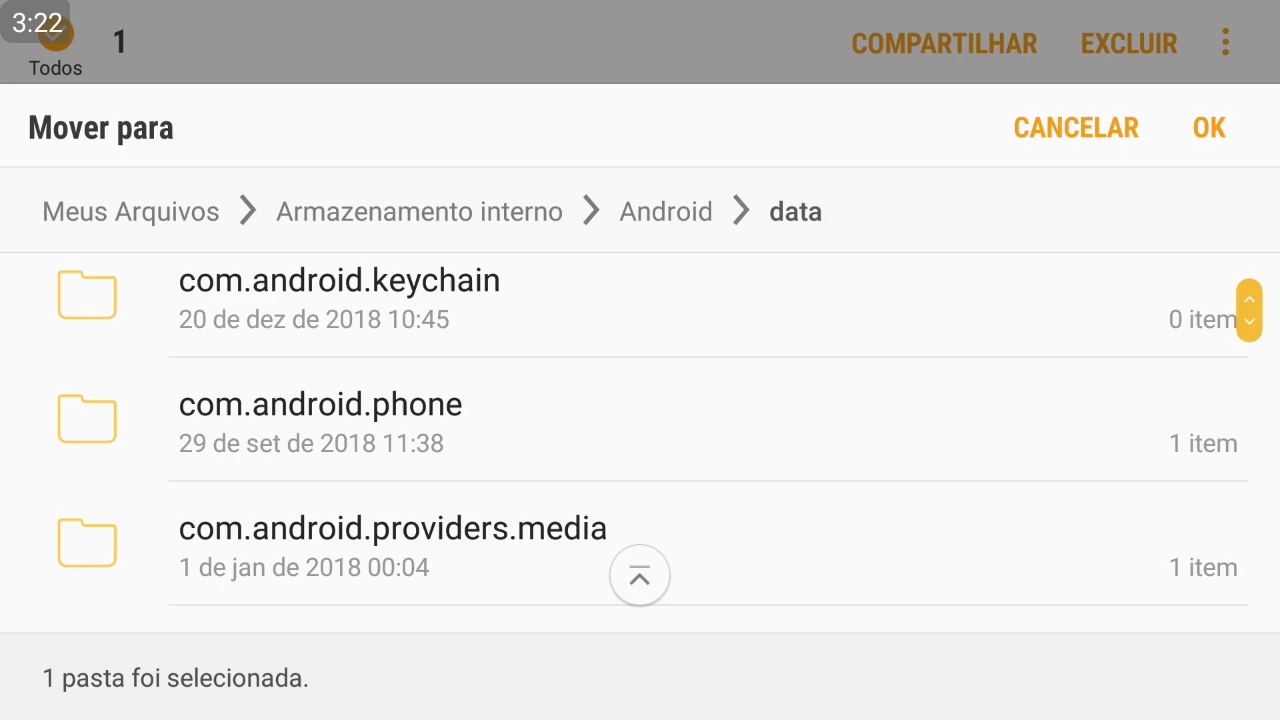 3:22
Todos
1
COMPARTILHAR
EXCLUIR
Mover para
CANCELAR
OK
Meus Arquivos
Armazenamento interno
Android
data
com.android.keychain
20 de dez de 2018 10:45
0 item
com.android.phone
29 de set de 2018 11:38
1 item
com.android.providers.media
1 de jan de 2018 00:04
1 item
1 pasta foi selecionada.